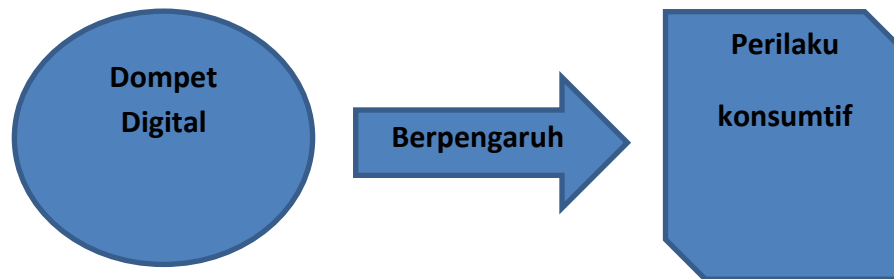 Dompet
Digital
Berpengaruh
Perilaku
konsumtif